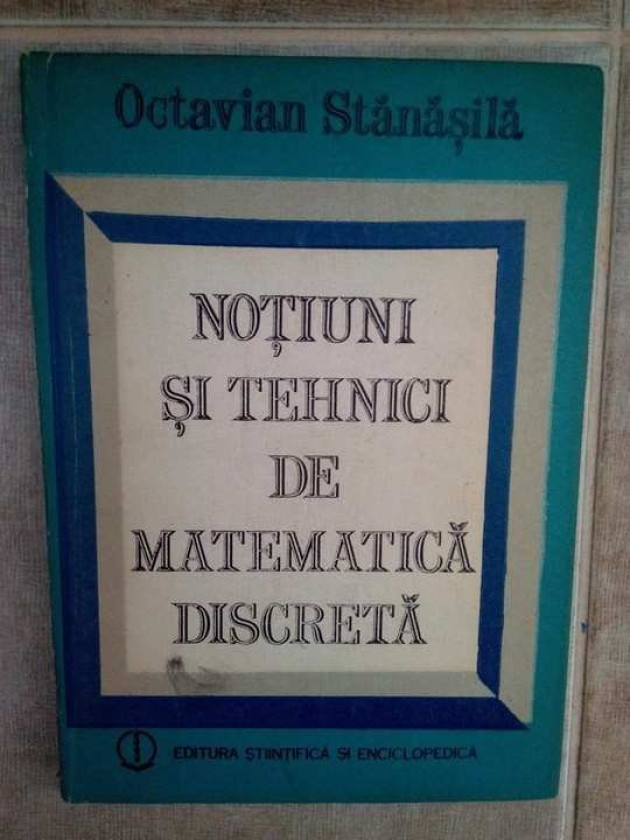 Octavian Stănășilă
NOȚIUNI
ȘI TEHNICI
DE
MATEMATICĂ
DISCRETĂ
EDITURA ȘTIINȚIFICĂ ȘI ENCICLOPEDICĂ